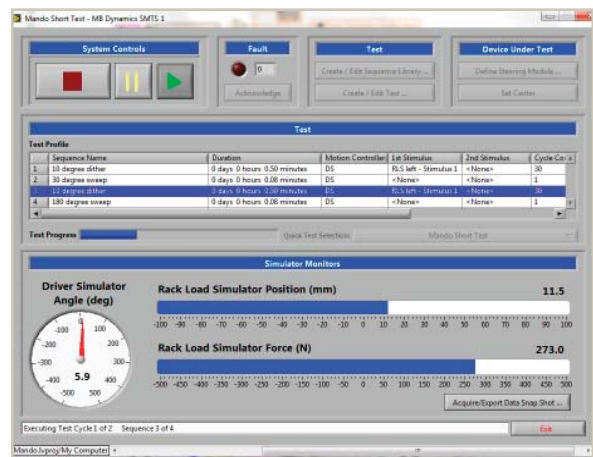 Mando Short Test - MB Dynamics SMTS 1
System Controls
Fault
Test
Device Under Test
0
Create / Edit Sequence Library ...
Define Steering Module ...
Acknowledge
Create / Edit Test ...
Set Center
Test
Test Profile
Sequence Name Duration Motion Controller 1st Stimulus 2nd Stimulus Cycle Co
1 10 degree dither 0 days 0 hours 0.50 minutes DS RLS left - Stimulus 1 <None> 30
2 30 degree sweep 0 days 0 hours 0.08 minutes DS <None> <None> 1
3 10 degree dither 0 days 0 hours 0.50 minutes DS RLS left - Stimulus 1 <None> 30
4 180 degree sweep 0 days 0 hours 0.08 minutes DS <None> <None> 1
Test Progress Quick Test Selection: Mando Short Test
Simulator Monitors
Driver Simulator
Angle (deg)
0
-100 100
-200 200
-300 300
-400 400
-500 500
5.9
Rack Load Simulator Position (mm) 11.5
-100 -90 -80 -70 -60 -50 -40 -30 -20 -10 0 10 20 30 40 50 60 70 80 90 100
Rack Load Simulator Force (N) 273.0
-500 -450 -400 -350 -300 -250 -200 -150 -100 -50 0 50 100 150 200 250 300 350 400 450 500
Acquire/Export Data Snap Shot ...
Executing Test Cycle 1 of 2 Sequence 3 of 4
Exit
Mando.lvproj/My Computer